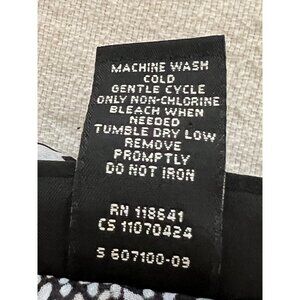 MACHINE WASH
COLD
GENTLE CYCLE
ONLY NON-CHLORINE
BLEACH WHEN
NEEDED
TUMBLE DRY LOW
REMOVE
PROMPTLY
DO NOT IRON
RN 118641
CS 11070424
S 607100-09